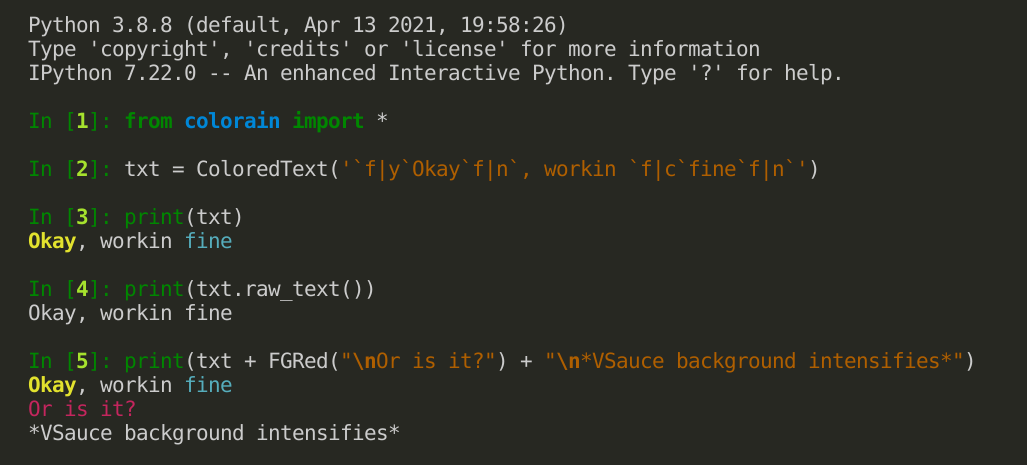 Python 3.8.8 (default, Apr 13 2021, 19:58:26)
Type 'copyright', 'credits' or 'license' for more information
IPython 7.22.0 -- An enhanced Interactive Python. Type '?' for help.
In [1]: from colorain import *
In [2]: txt = ColoredText('`f|y`Okay`f|n`, workin `f|c`fine`f|n`')
In [3]: print(txt)
Okay, workin fine
In [4]: print(txt.raw_text())
Okay, workin fine
In [5]: print(txt + FGRed("\nOr is it?") + "\n*VSauce background intensifies*")
Okay, workin fine
Or is it?
*VSauce background intensifies*